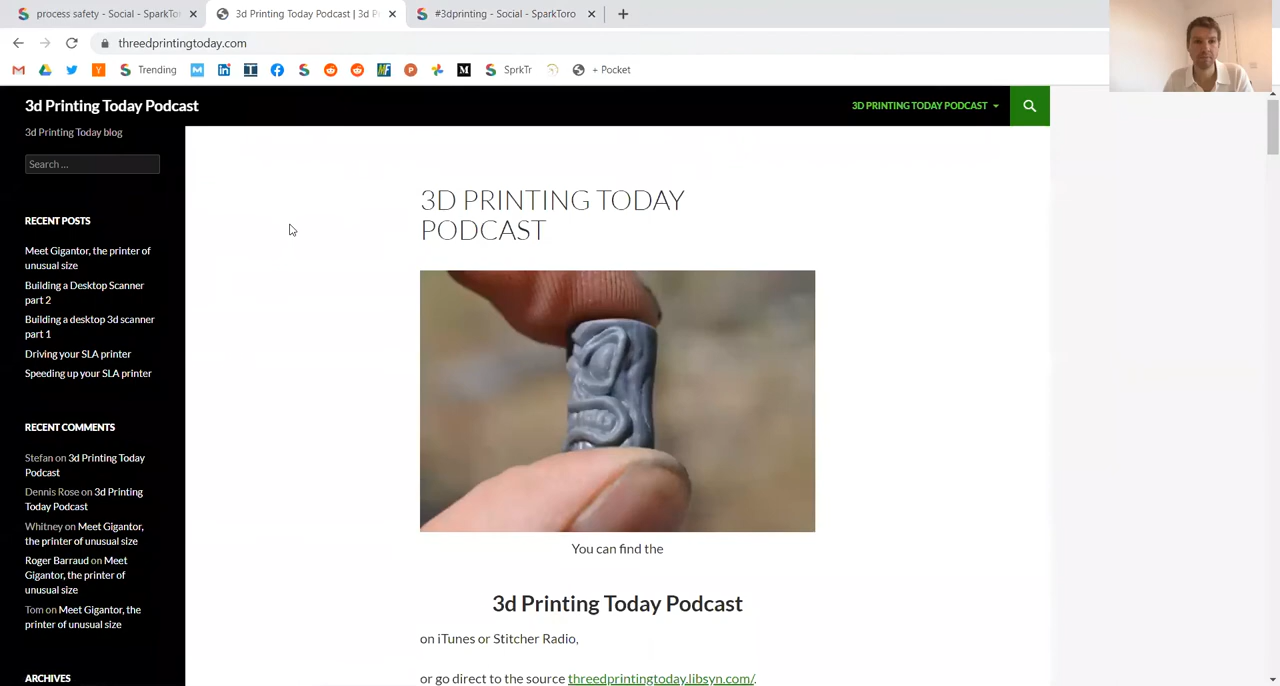 process safety - Social - SparkTor
3d Printing Today Podcast | 3d P
#3dprinting - Social - SparkToro
threedprintingtoday.com
Trending
SprkTr
+ Pocket
3d Printing Today Podcast
3D PRINTING TODAY PODCAST
3d Printing Today blog
Search ...
RECENT POSTS
Meet Gigantor, the printer of
unusual size
Building a Desktop Scanner
part 2
Building a desktop 3d scanner
part 1
Driving your SLA printer
Speeding up your SLA printer
RECENT COMMENTS
Stefan on 3d Printing Today
Podcast
Dennis Rose on 3d Printing
Today Podcast
Whitney on Meet Gigantor,
the printer of unusual size
Roger Barraud on Meet
Gigantor, the printer of
unusual size
Tom on Meet Gigantor, the
printer of unusual size
ARCHIVES
3D PRINTING TODAY
PODCAST
You can find the
3d Printing Today Podcast
on iTunes or Stitcher Radio,
or go direct to the source threedprintingtoday.libsyn.com/.